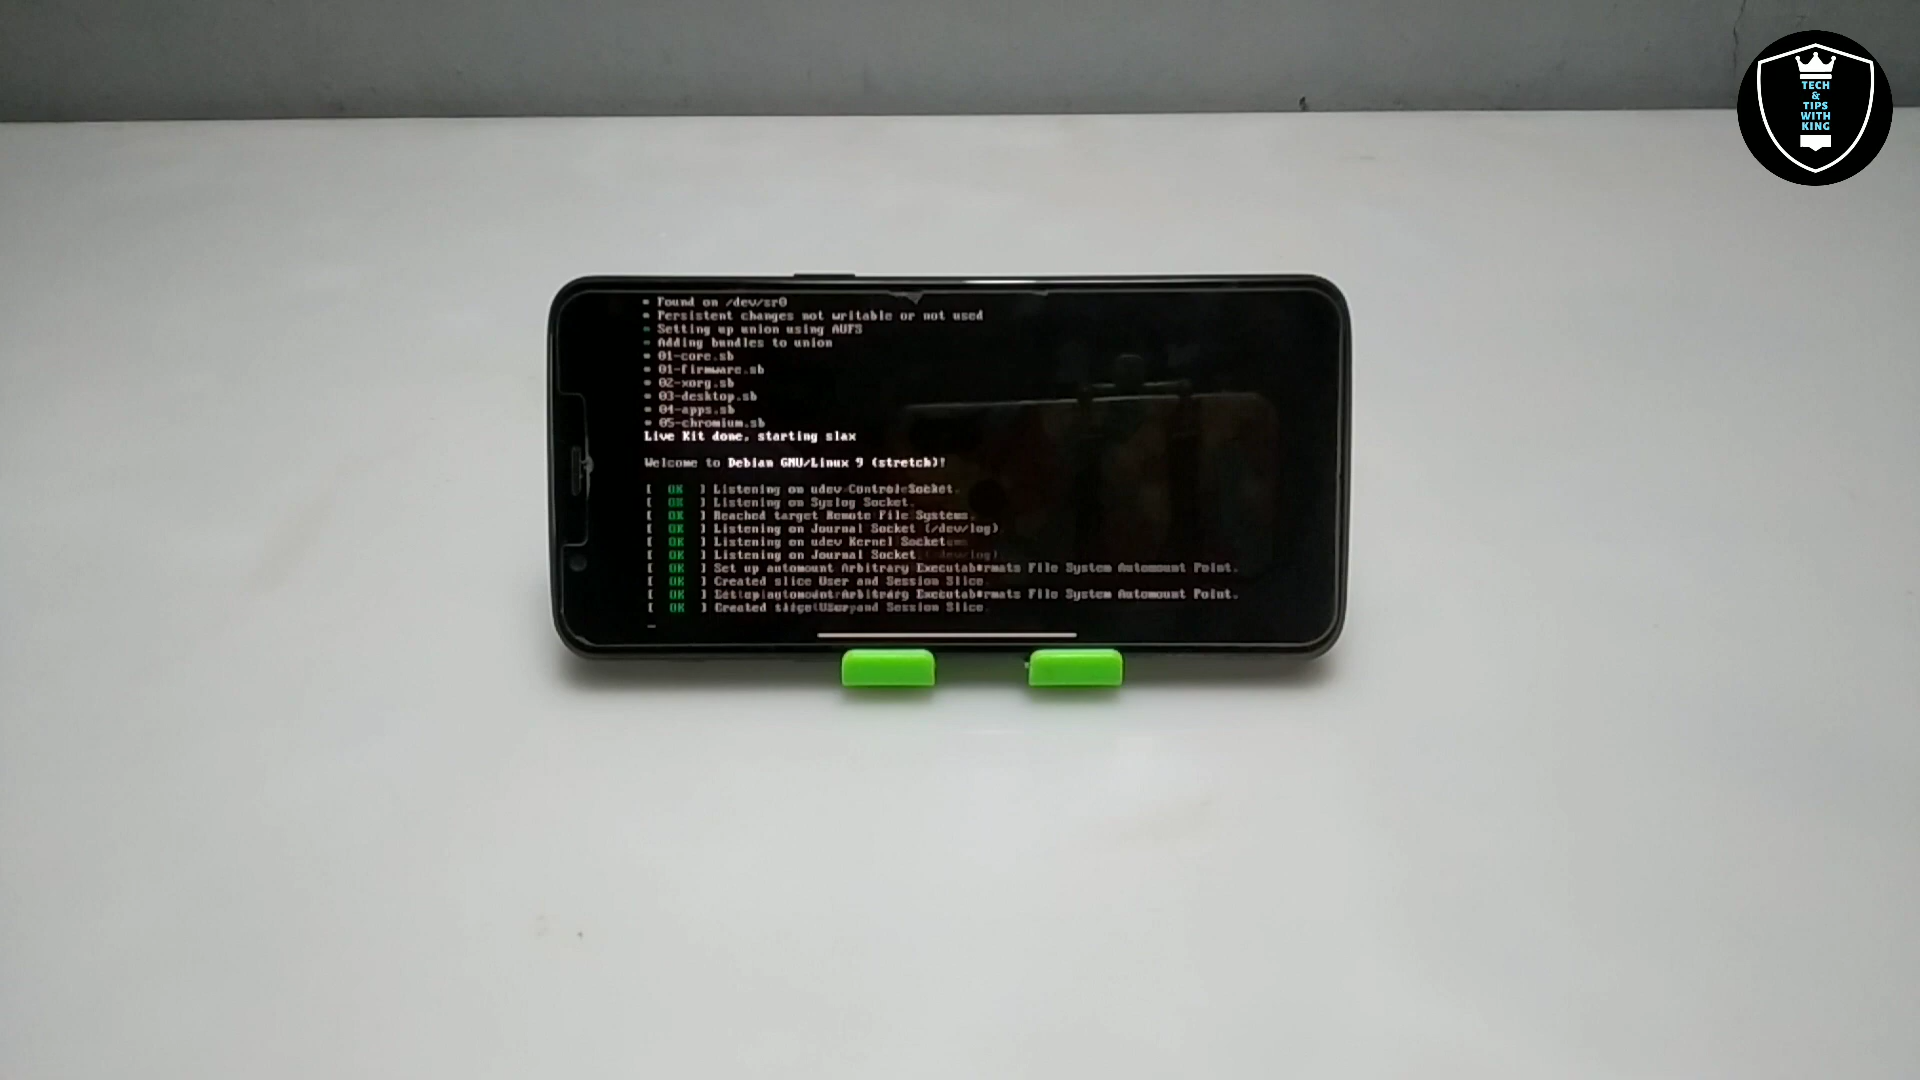 * Found on /dev/sr0
* Persistent changes not writable or not used
* Setting up union using AUFS
* Adding bundles to union
* 01-core.sb
* 01-firmware.sb
* 02-xorg.sb
* 03-desktop.sb
* 04-apps.sb
* 05-chromium.sb
Live Kit done, starting slax
Welcome to Debian GNU/Linux 9 (stretch)!
[ OK ] Listening on udev Control Socket.
[ OK ] Listening on Syslog Socket.
[ OK ] Reached target Remote File Systems.
[ OK ] Listening on Journal Socket (/dev/log).
[ OK ] Listening on udev Kernel Socket.
[ OK ] Listening on Journal Socket.
[ OK ] Set up automount Arbitrary Executab*rmats File System Automount Point.
[ OK ] Created slice User and Session Slice.
[ OK ] automount Arbitrary Executab*rmats File System Automount Point.
[ OK ] Created User and Session Slice.
TECH
&
TIPS
WITH
KING